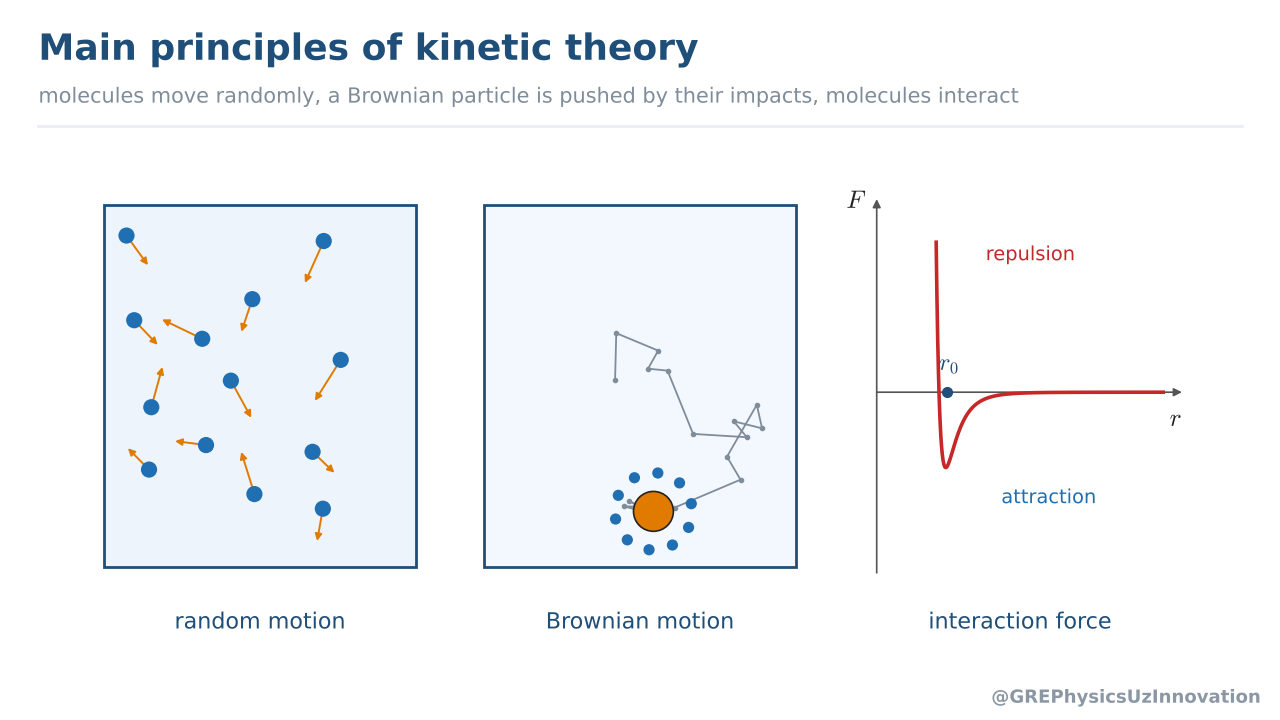 Main principles of kinetic theory
molecules move randomly, a Brownian particle is pushed by their impacts, molecules interact
F
repulsion
r₀
r
attraction
random motion
Brownian motion
interaction force
@GREPhysicsUzInnovation